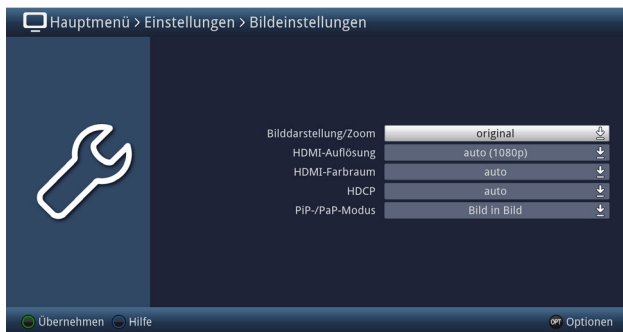 Hauptmenü > Einstellungen > Bildeinstellungen
Bilddarstellung/Zoom original
HDMI-Auflösung auto (1080p)
HDMI-Farbraum auto
HDCP auto
PiP-/PaP-Modus Bild in Bild
Übernehmen Hilfe OPT Optionen